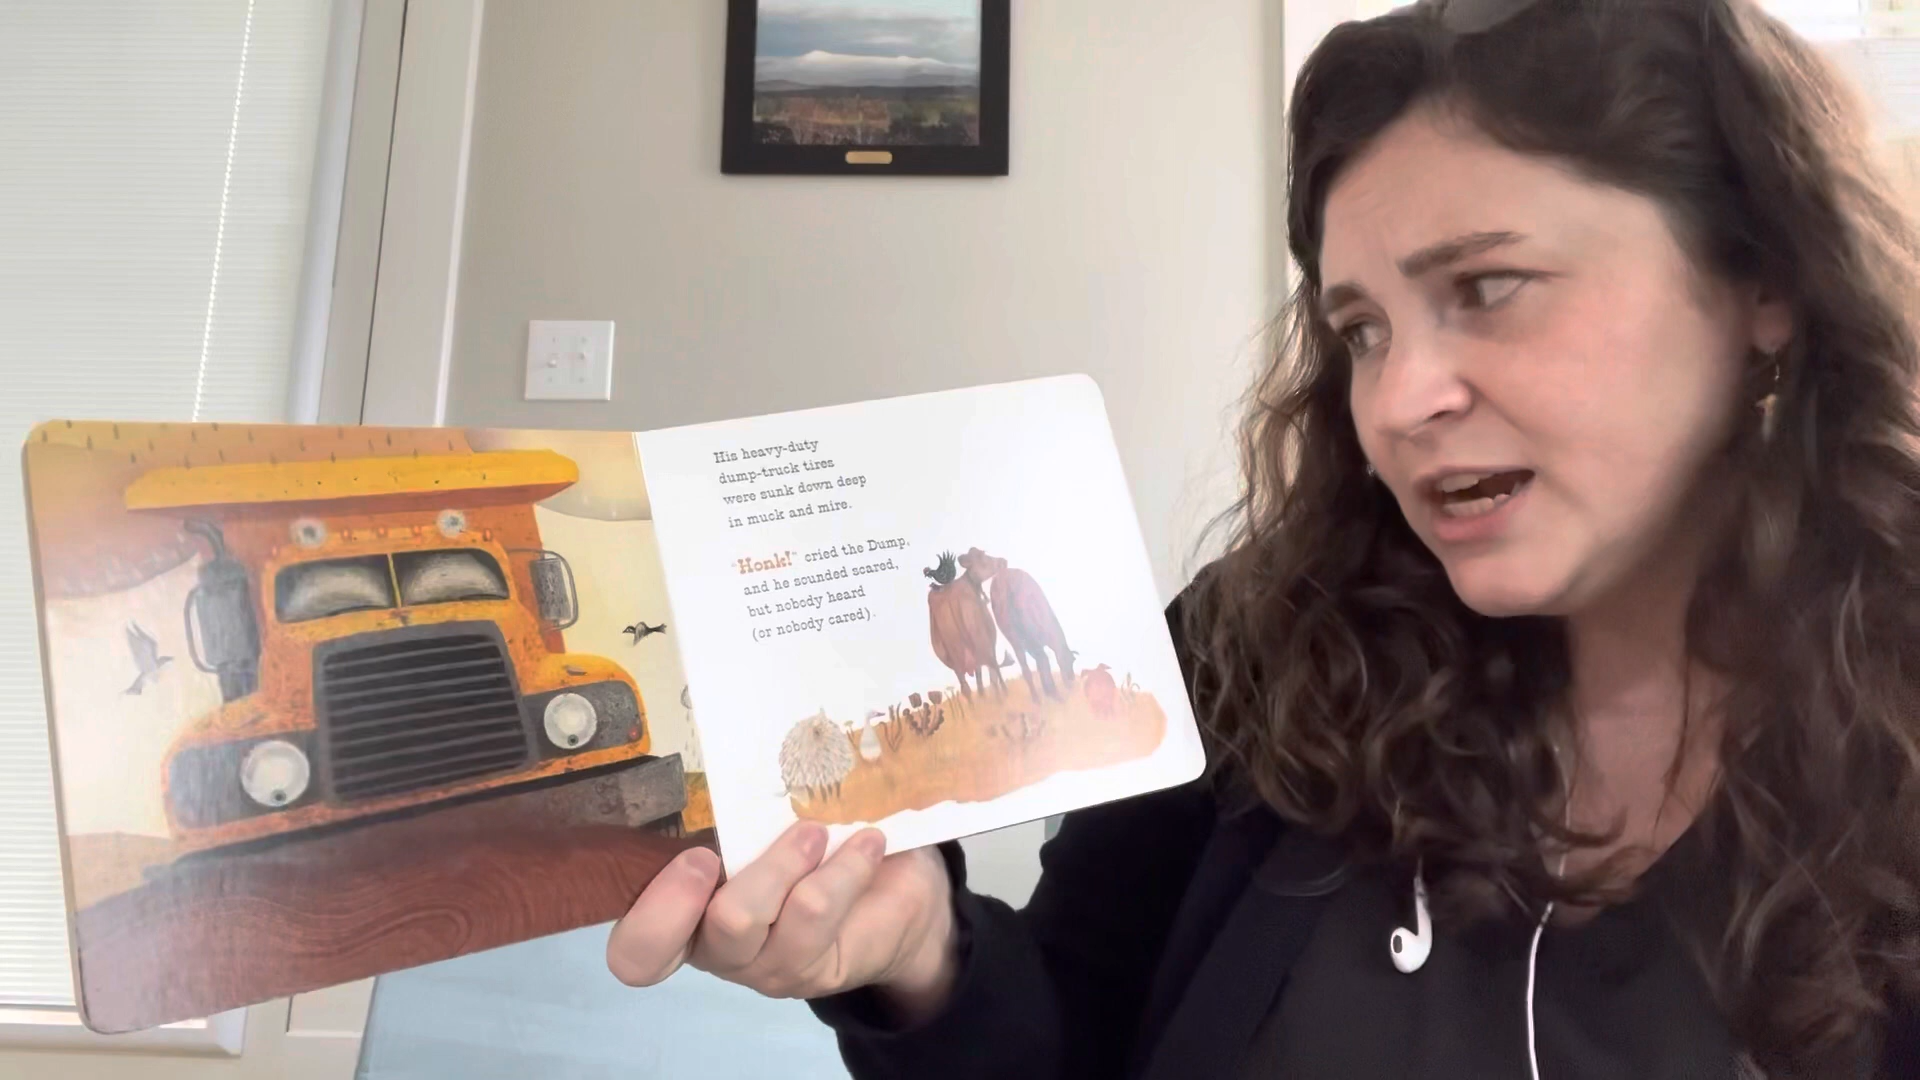 His heavy-duty
dump-truck tires
were sunk down deep
in muck and mire.
"Honk!" cried the Dump,
and he sounded scared,
but nobody heard
(or nobody cared).